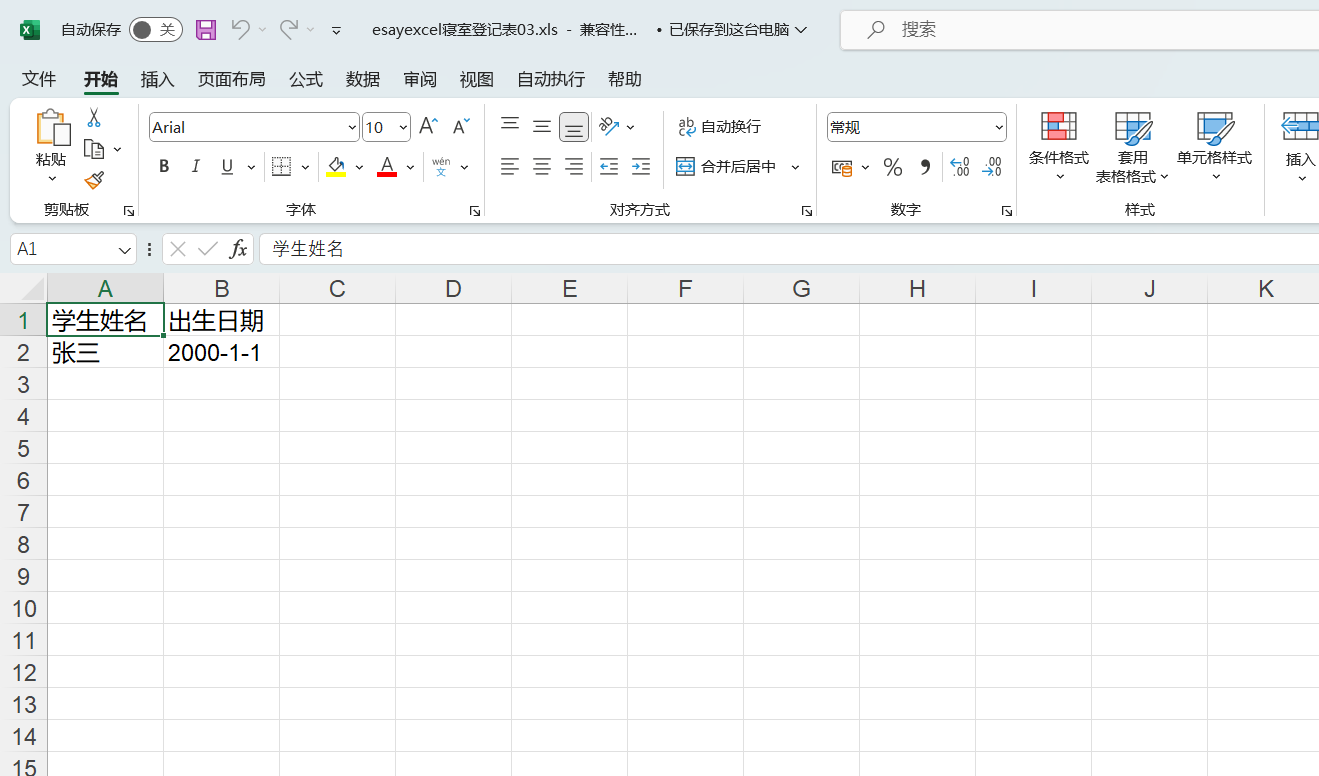 自动保存 关 esayexcel寝室登记表03.xls - 兼容性... • 已保存到这台电脑 搜索
文件 开始 插入 页面布局 公式 数据 审阅 视图 自动执行 帮助
Arial 10 A A ab 自动换行 常规
粘贴 B I U A wén 文 合并后居中 % .00 .00 条件格式 套用 表格格式 单元格样式 插入
剪贴板 字体 对齐方式 数字 样式
A1 fx 学生姓名
A B C D E F G H I J K
1 学生姓名 出生日期
2 张三 2000-1-1
3
4
5
6
7
8
9
10
11
12
13
14
15